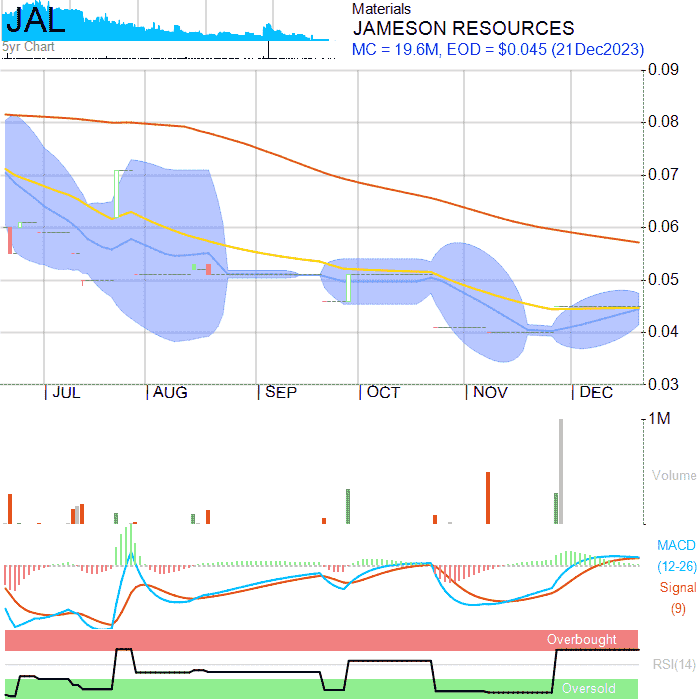 JAL
5yr Chart
Materials
JAMESON RESOURCES
MC = 19.6M, EOD = $0.045 (21Dec2023)
0.09
0.08
0.07
0.06
0.05
0.04
0.03
JUL AUG SEP OCT NOV DEC
1M
Volume
MACD
(12-26)
Signal
(9)
Overbought
RSI(14)
Oversold